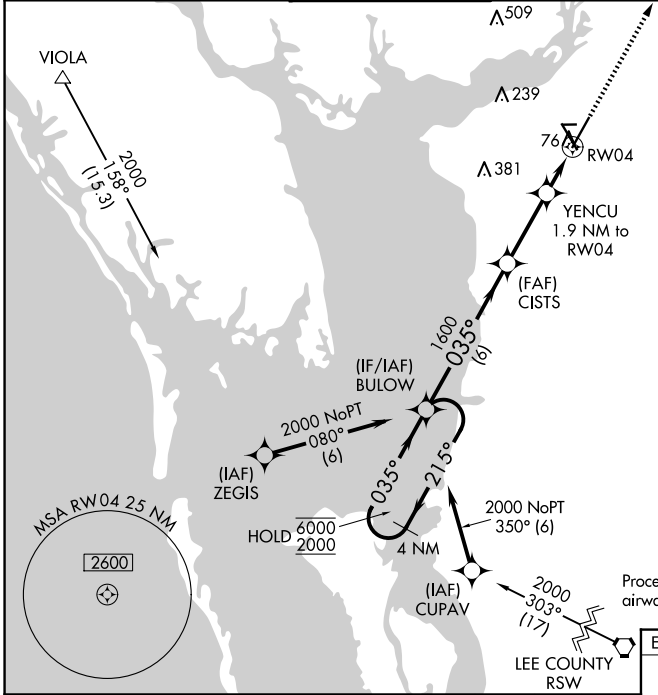 509
VIOLA
239
2000
158°
(15.3)
76
RW04
381
YENCU
1.9 NM to
RW04
(FAF)
CISTS
1600
035°
(6)
(IF/IAF)
BULOW
2000 NoPT
080°
(6)
(IAF)
ZEGIS
035°
215°
MSA RW04 25 NM
2600
HOLD
6000
2000
4 NM
2000 NoPT
350° (6)
(IAF)
CUPAV
2000
303°
(17)
Proce
airwa
E
LEE COUNTY
RSW